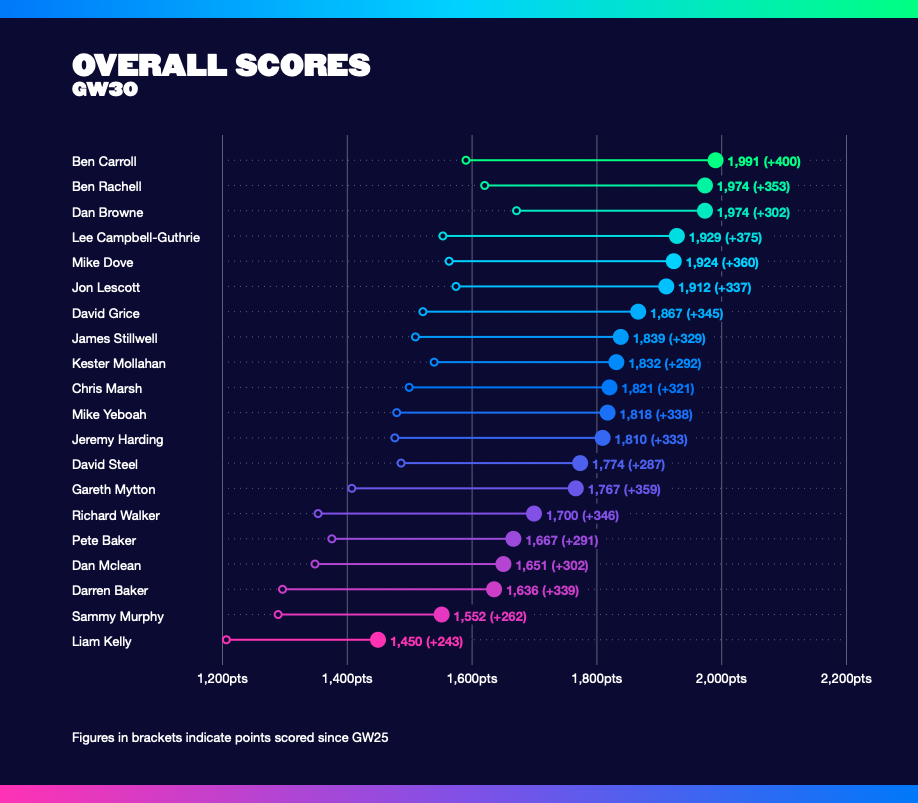 OVERALL SCORES
GW30
Ben Carroll 1,991 (+400)
Ben Rachell 1,974 (+353)
Dan Browne 1,974 (+302)
Lee Campbell-Guthrie 1,929 (+375)
Mike Dove 1,924 (+360)
Jon Lescott 1,912 (+337)
David Grice 1,867 (+345)
James Stillwell 1,839 (+329)
Kester Mollahan 1,832 (+292)
Chris Marsh 1,821 (+321)
Mike Yeboah 1,818 (+338)
Jeremy Harding 1,810 (+333)
David Steel 1,774 (+287)
Gareth Mytton 1,767 (+359)
Richard Walker 1,700 (+346)
Pete Baker 1,667 (+291)
Dan Mclean 1,651 (+302)
Darren Baker 1,636 (+339)
Sammy Murphy 1,552 (+262)
Liam Kelly 1,450 (+243)
1,200pts 1,400pts 1,600pts 1,800pts 2,000pts 2,200pts
Figures in brackets indicate points scored since GW25